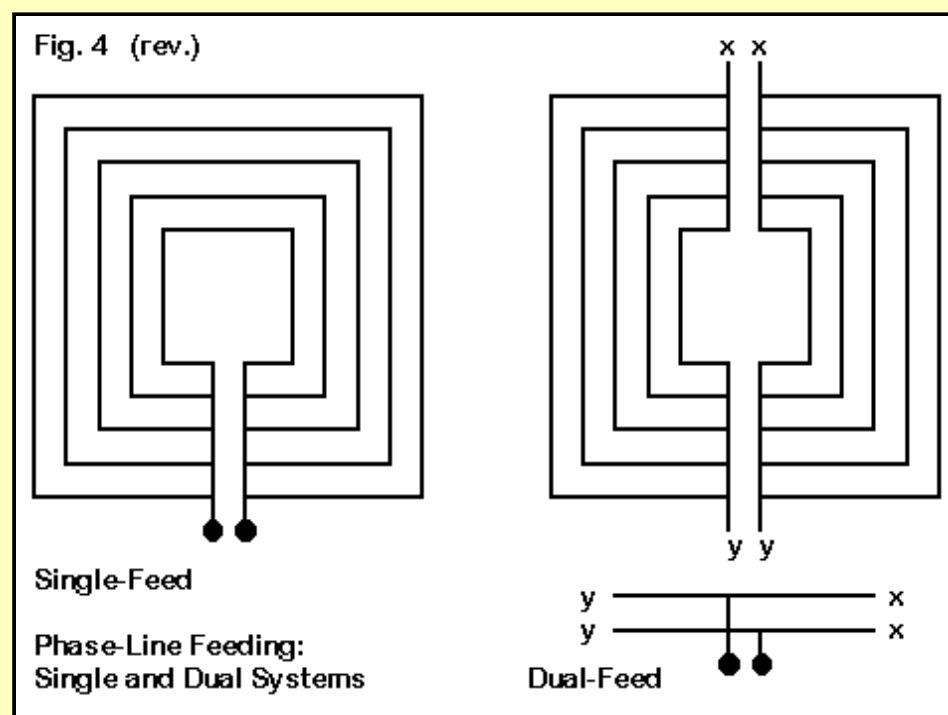 Fig. 4 (rev.)
x x
y y
Single-Feed
Phase-Line Feeding:
Single and Dual Systems
y x
y x
Dual-Feed